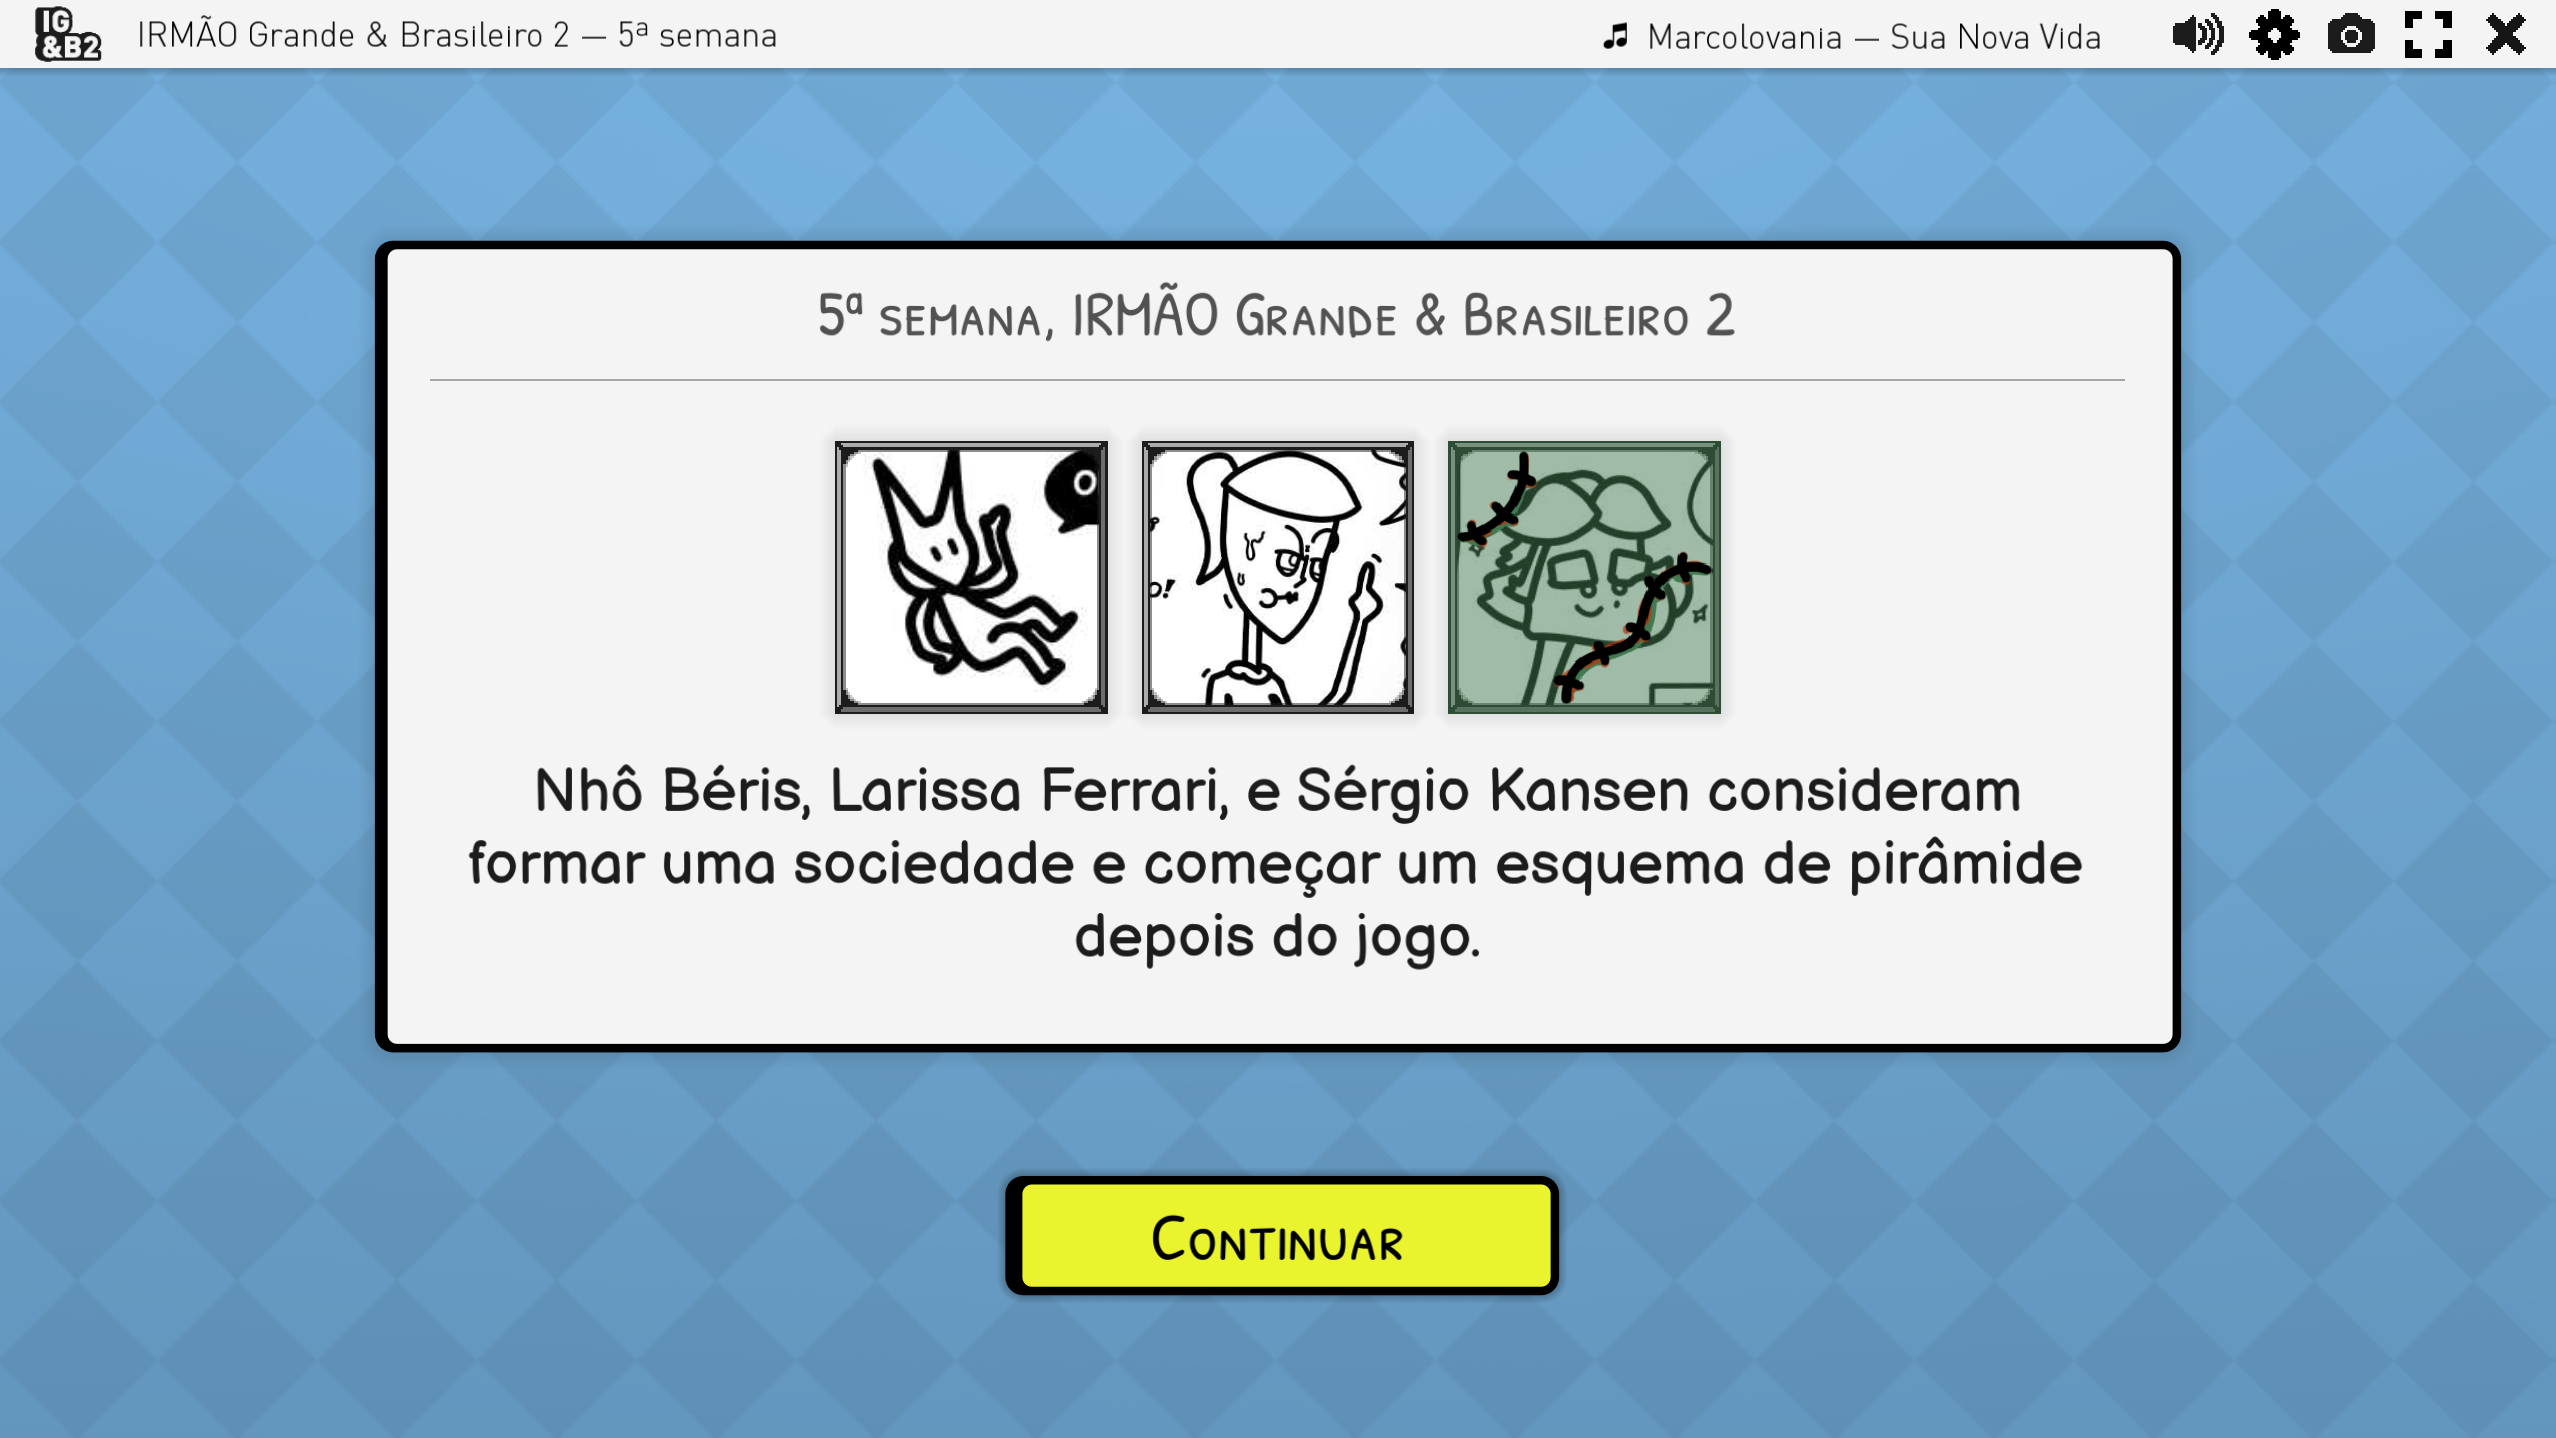 IG
&B2
IRMÃO Grande & Brasileiro 2 — 5ª semana
Marcolovania — Sua Nova Vida
5ª semana, IRMÃO Grande & Brasileiro 2
o!
Nhô Béris, Larissa Ferrari, e Sérgio Kansen consideram
formar uma sociedade e começar um esquema de pirâmide
depois do jogo.
Continuar